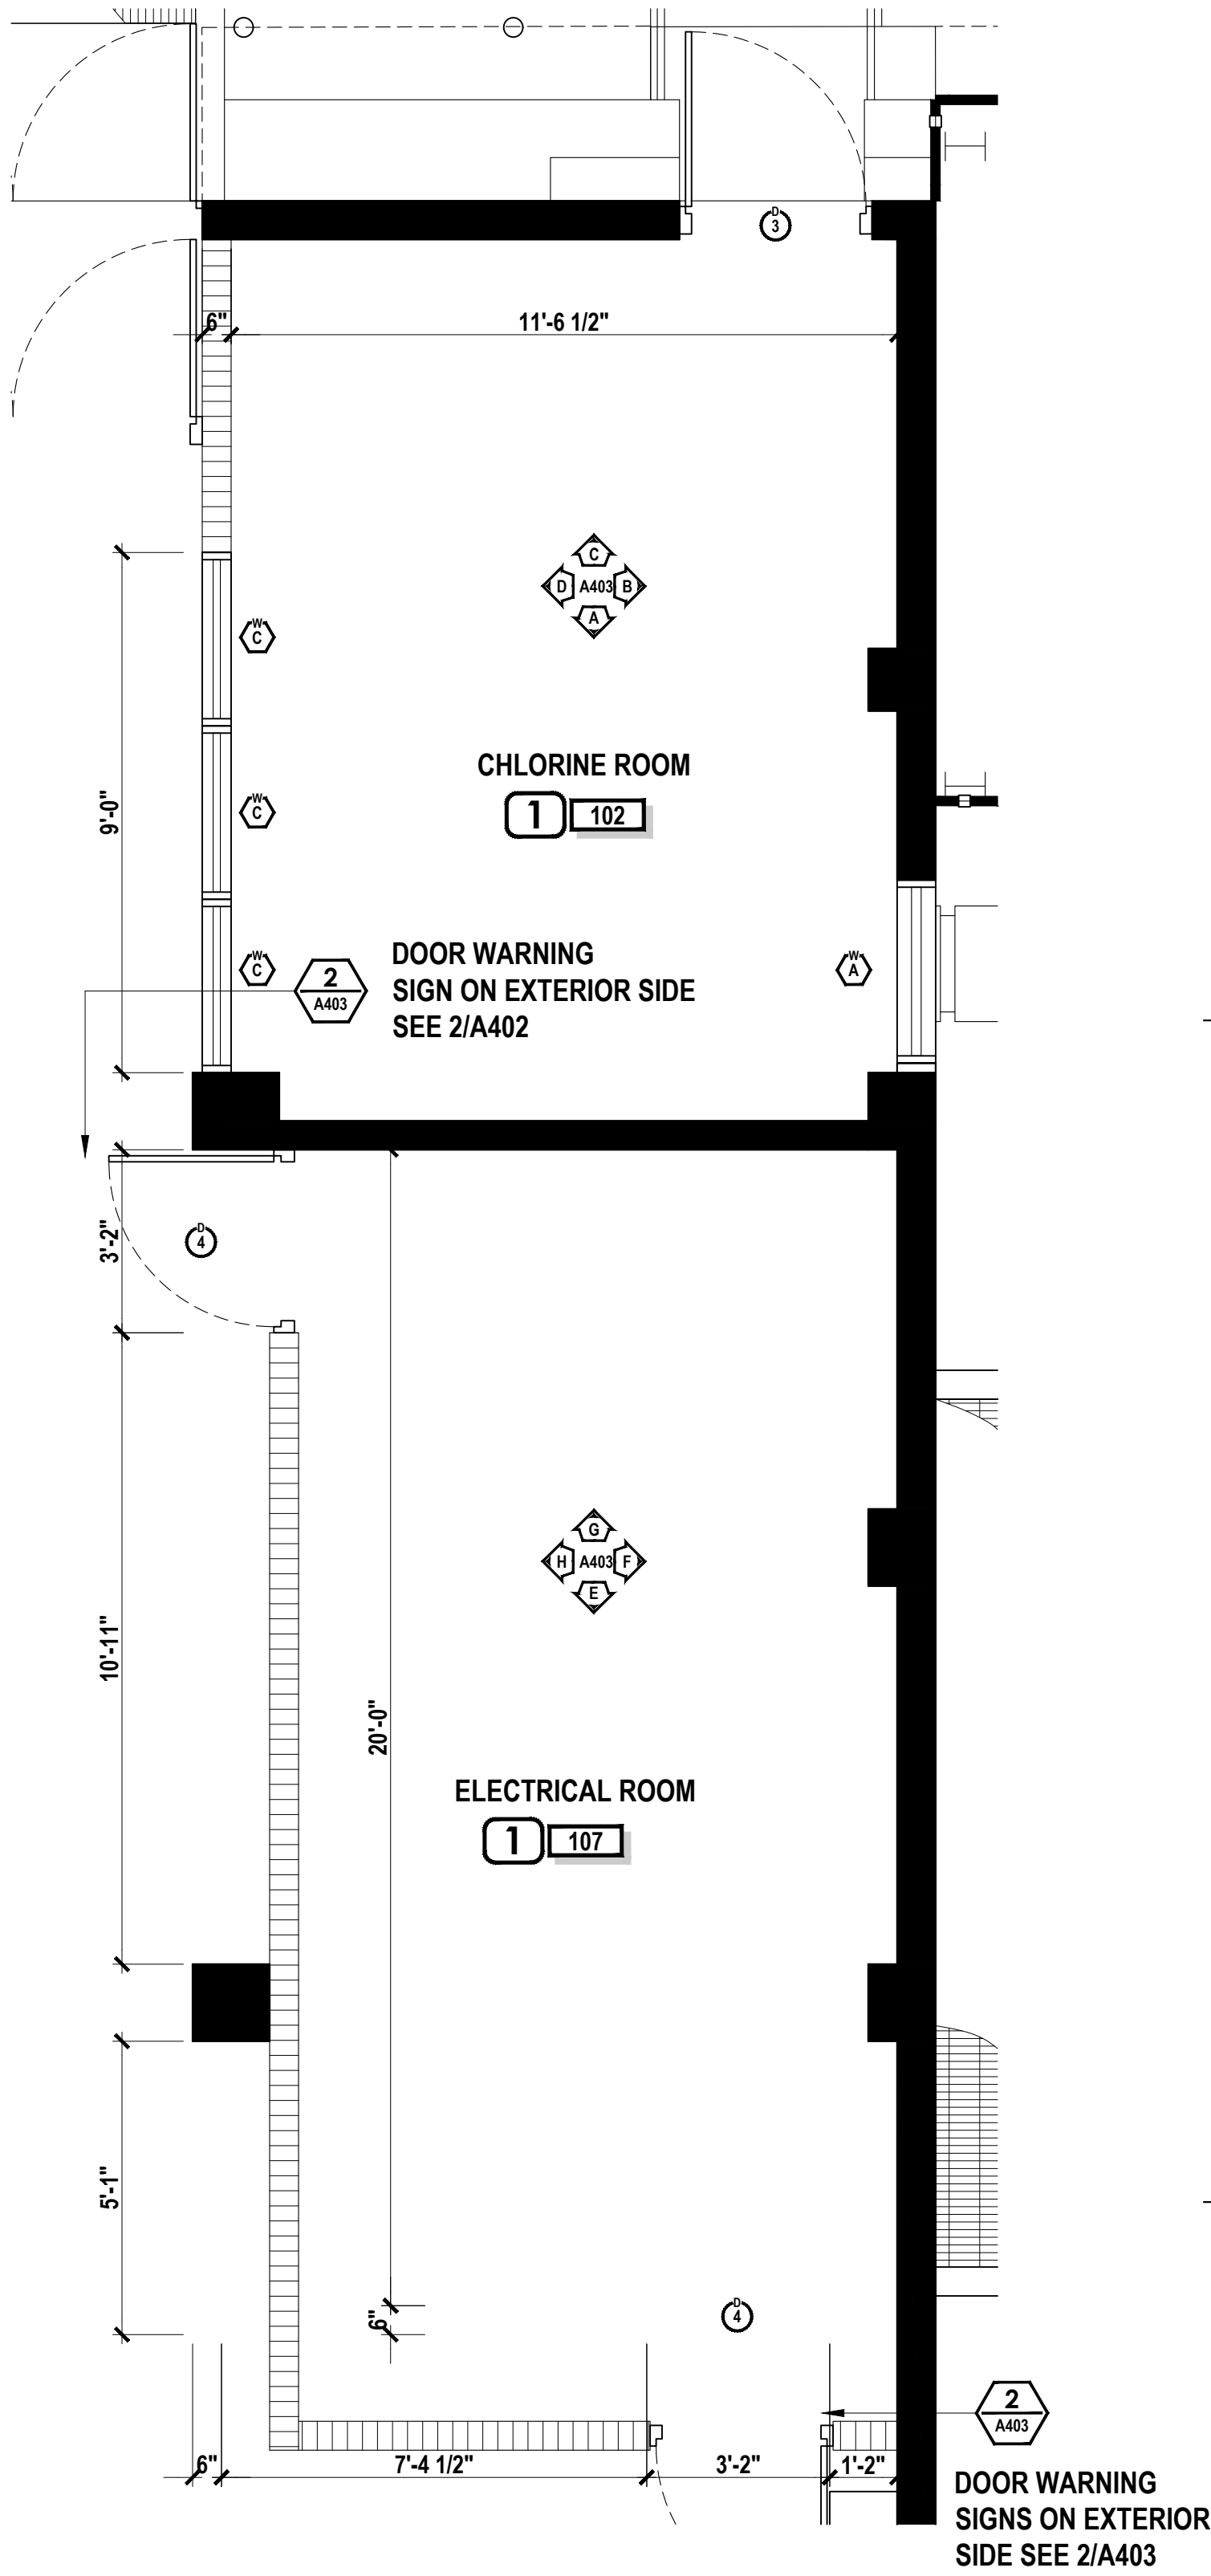 D
3
6"
11'-6 1/2"
C
D
A403
B
A
W
C
CHLORINE ROOM
1
102
9'-0"
W
C
DOOR WARNING
SIGN ON EXTERIOR SIDE
SEE 2/A402
W
C
2
A403
W
A
3'-2"
D
4
G
H
A403
F
E
10'-11"
20'-0"
ELECTRICAL ROOM
1
107
5'-1"
6"
D
4
2
A403
6"
7'-4 1/2"
3'-2"
1'-2"
DOOR WARNING
SIGNS ON EXTERIOR
SIDE SEE 2/A403